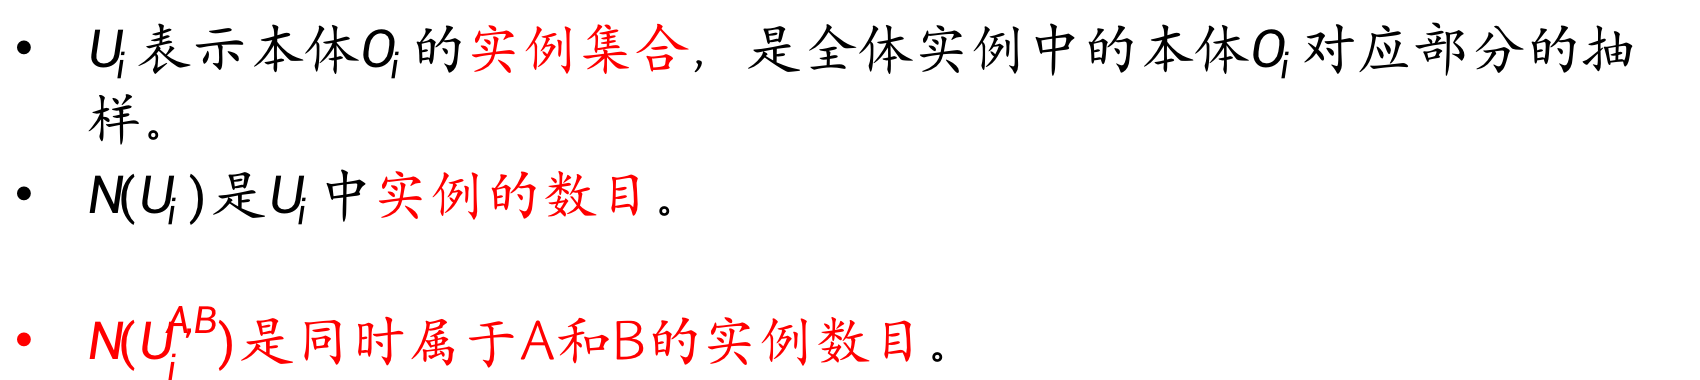 • Ui 表示本体Oi 的实例集合，是全体实例中的本体Oi 对应部分的抽
样。
• N(Ui )是Ui 中实例的数目。
• N(UiA,B)是同时属于A和B的实例数目。